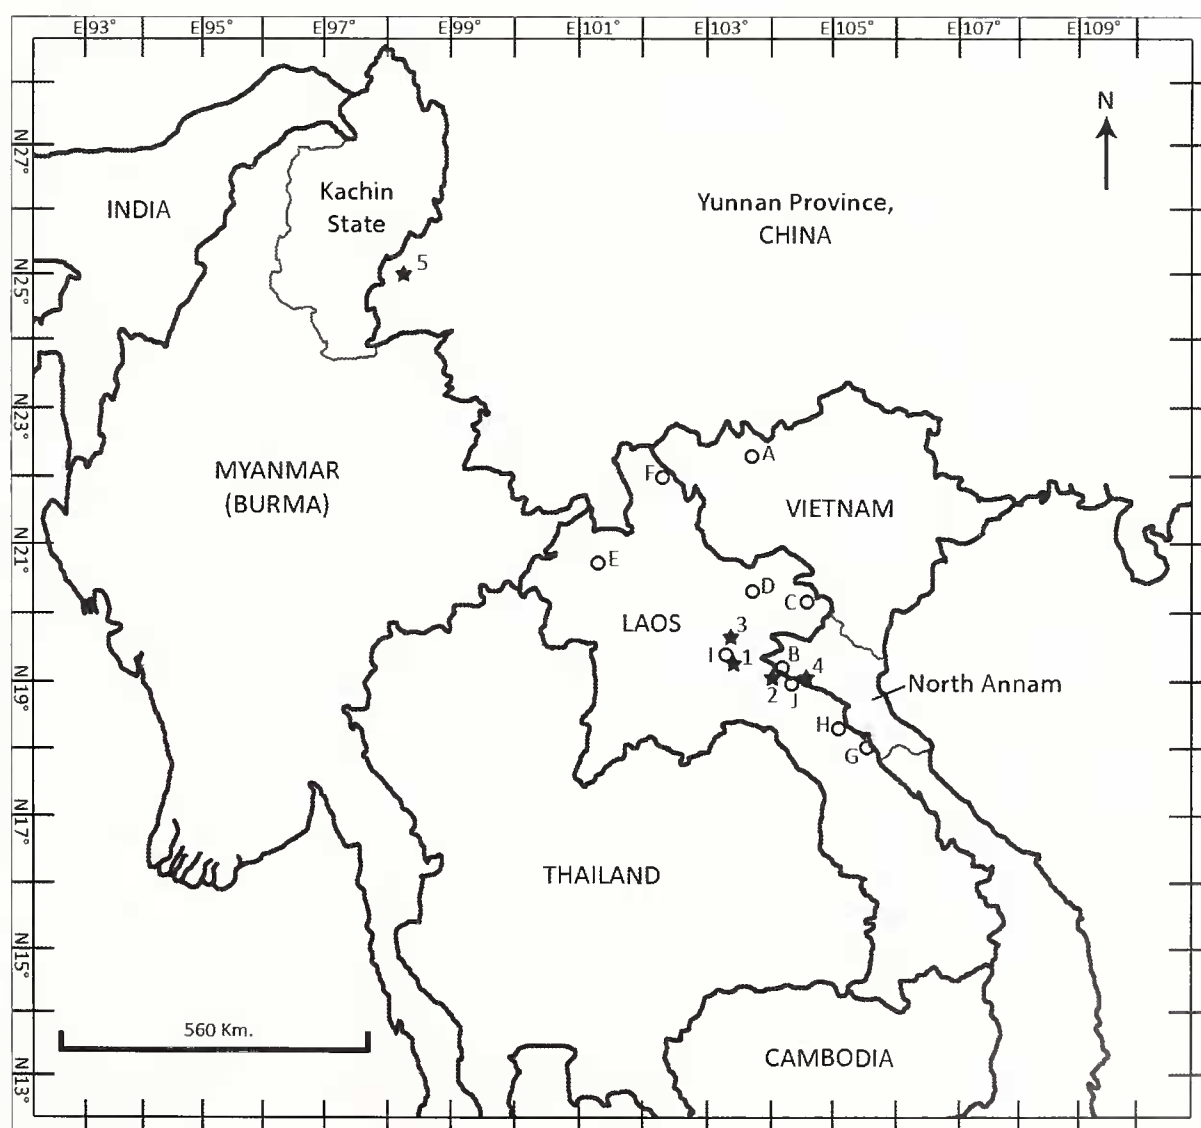 E 93° E 95° E 97° E 99° E 101° E 103° E 105° E 107° E 109°
N 27°
N 25°
N 23°
N 21°
N 19°
N 17°
N 15°
N 13°
N
INDIA
Kachin
State
Yunnan Province,
CHINA
5
MYANMAR
(BURMA)
A
F
VIETNAM
E
D
C
LAOS
3
I
1
B
4
2
J
North Annam
H
G
THAILAND
560 Km.
CAMBODIA